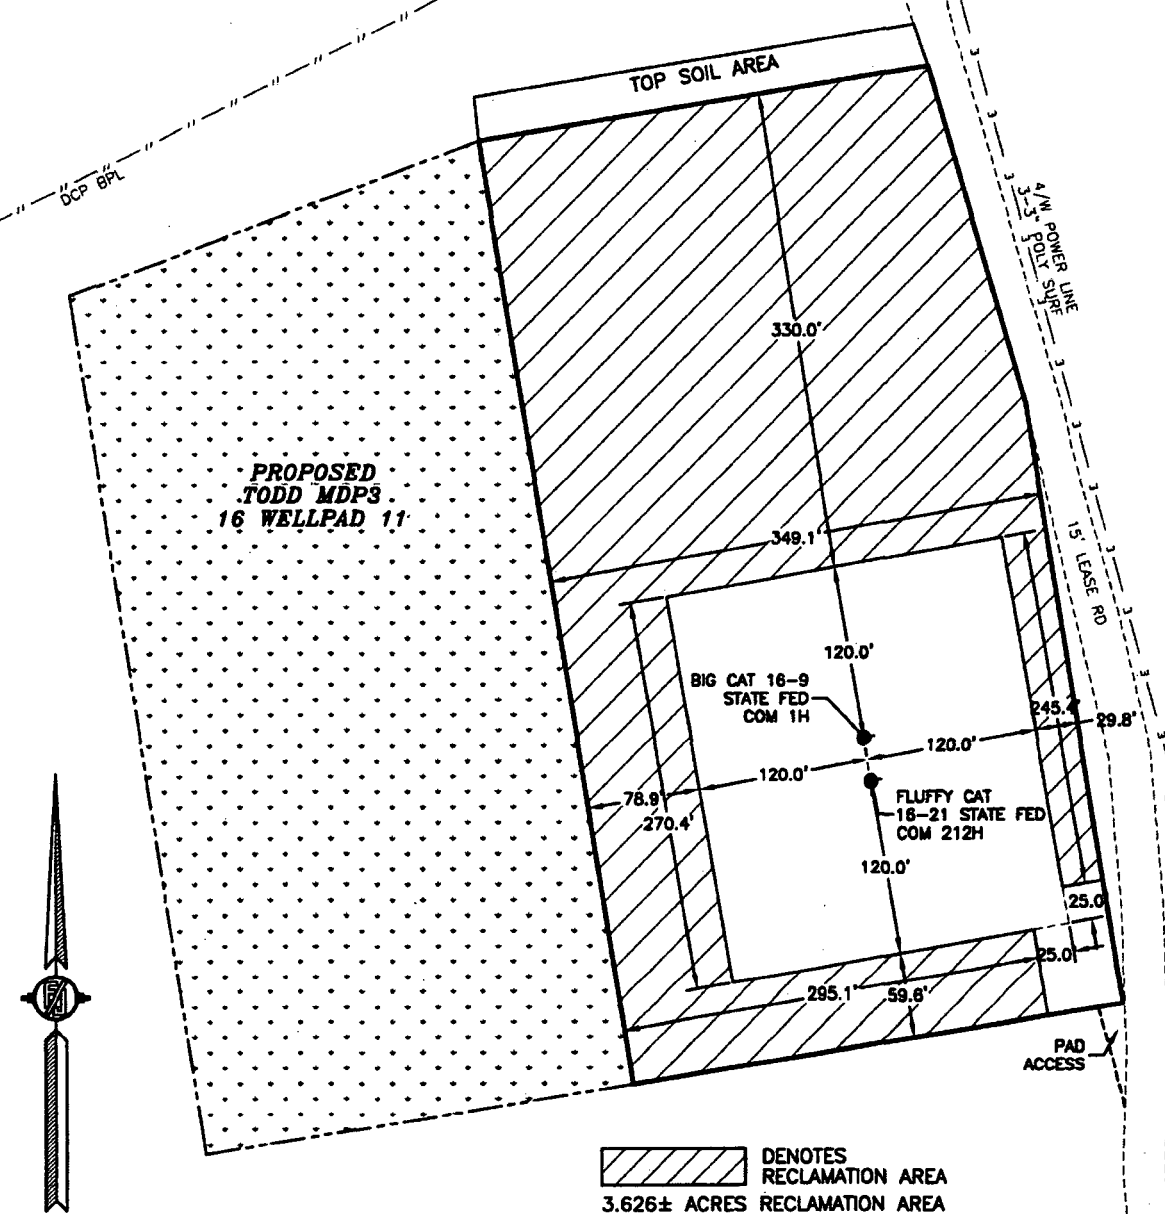 TOP SOIL AREA
DCP BPL
4/W POWER LINE
3-3" POLY SURF
330.0'
PROPOSED
TODD MDP3
16 WELLPAD 11
349.1'
15' LEASE RD
120.0'
BIG CAT 16-9
STATE FED
COM 1H
245.4'
29.8'
120.0'
120.0'
78.9'
270.4'
FLUFFY CAT
16-21 STATE FED
COM 212H
120.0'
25.0'
25.0'
295.1'
59.6'
PAD
ACCESS
DENOTES
RECLAMATION AREA
3.626± ACRES RECLAMATION AREA